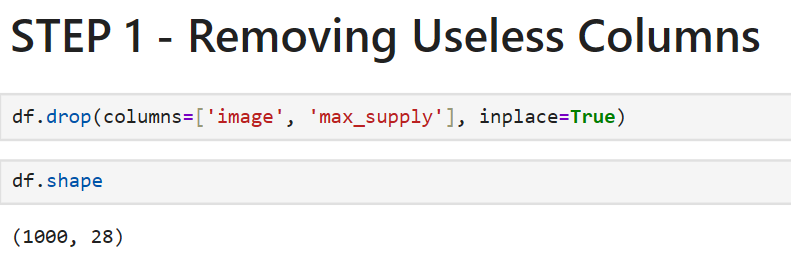 STEP 1 - Removing Useless Columns
df.drop(columns=['image', 'max_supply'], inplace=True)
df.shape
(1000, 28)